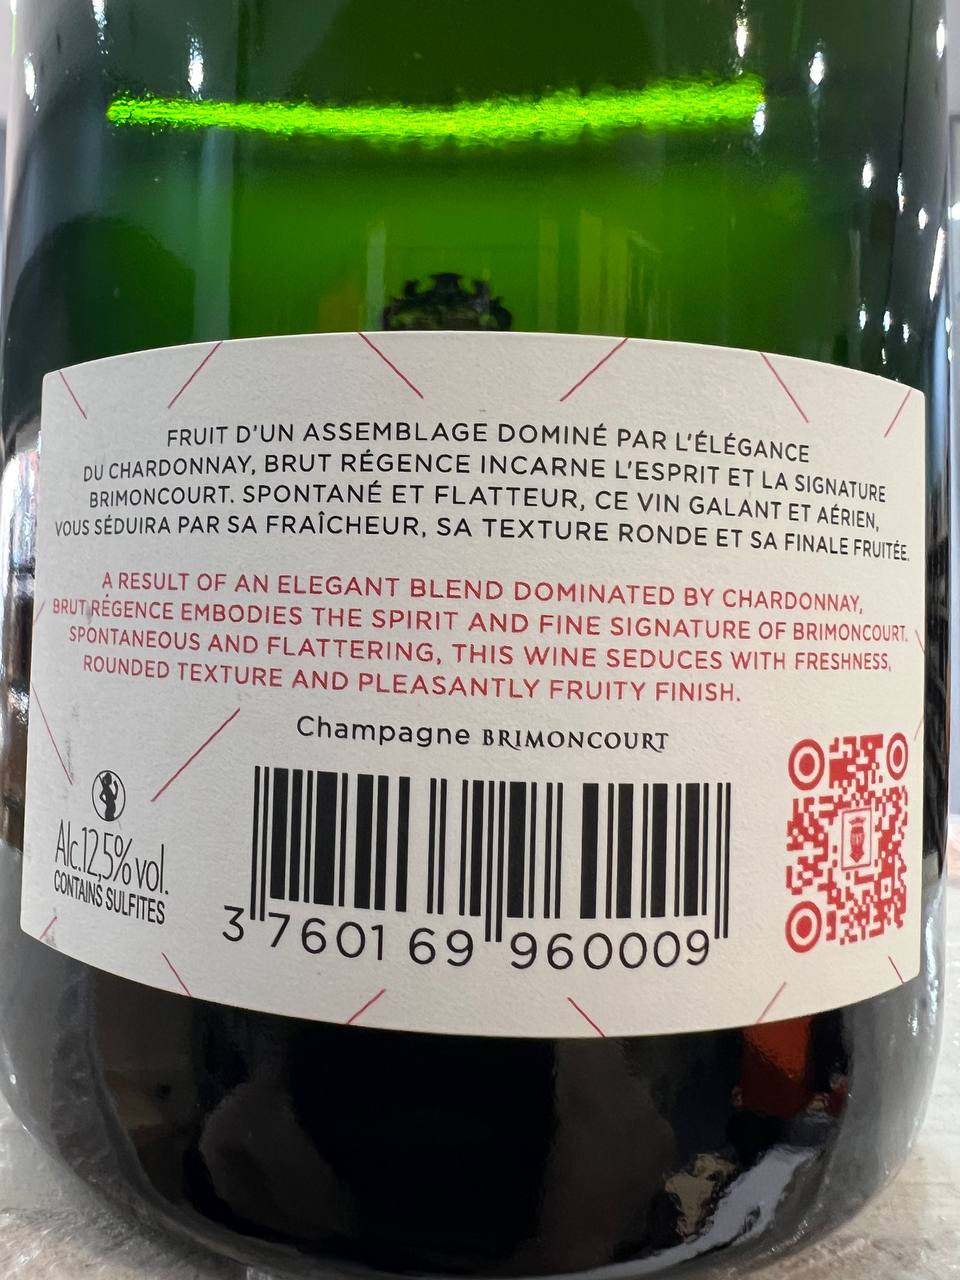 FRUIT D'UN ASSEMBLAGE DOMINÉ PAR L'ÉLÉGANCE
DU CHARDONNAY, BRUT RÉGENCE INCARNE L'ESPRIT ET LA SIGNATURE
BRIMONCOURT. SPONTANÉ ET FLATTEUR, CE VIN GALANT ET AÉRIEN,
VOUS SÉDUIRA PAR SA FRAÎCHEUR, SA TEXTURE RONDE ET SA FINALE FRUITÉE.
A RESULT OF AN ELEGANT BLEND DOMINATED BY CHARDONNAY,
BRUT RÉGENCE EMBODIES THE SPIRIT AND FINE SIGNATURE OF BRIMONCOURT.
SPONTANEOUS AND FLATTERING, THIS WINE SEDUCES WITH FRESHNESS,
ROUNDED TEXTURE AND PLEASANTLY FRUITY FINISH.
Champagne BRIMONCOURT
Alc.12,5% vol.
CONTAINS SULFITES
3 760169 960009